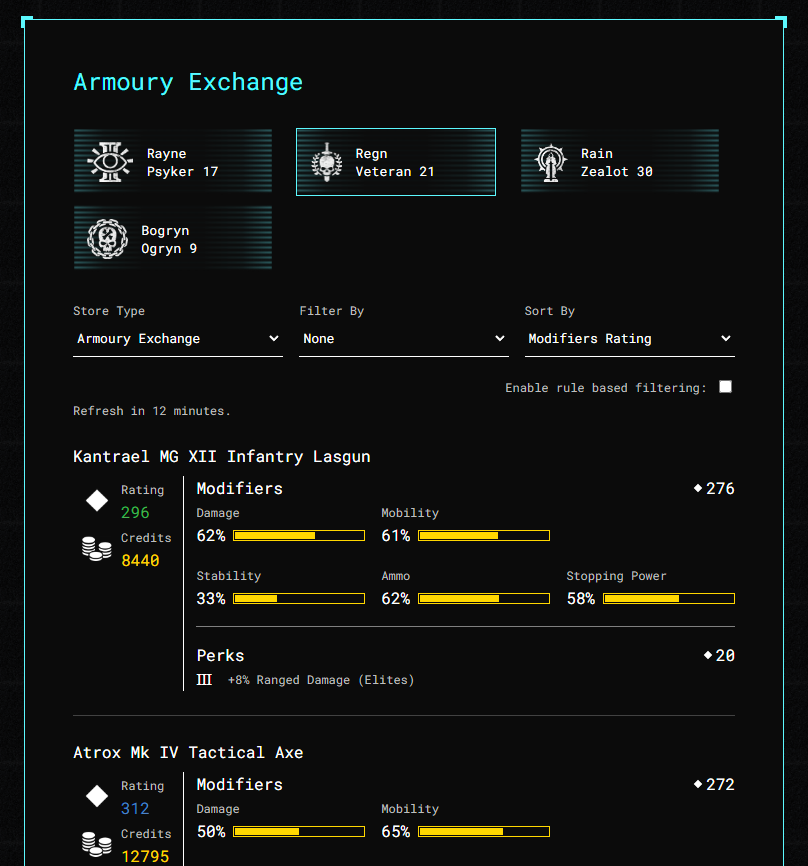 Armoury Exchange
Rayne
Psyker 17
Regn
Veteran 21
Rain
Zealot 30
Bogryn
Ogryn 9
Store Type
Armoury Exchange
Filter By
None
Sort By
Modifiers Rating
Enable rule based filtering:
Refresh in 12 minutes.
Kantrael MG XII Infantry Lasgun
Rating
296
Credits
8440
Modifiers
276
Damage
62%
Mobility
61%
Stability
33%
Ammo
62%
Stopping Power
58%
Perks
20
III +8% Ranged Damage (Elites)
Atrox Mk IV Tactical Axe
Rating
312
Credits
12795
Modifiers
272
Damage
50%
Mobility
65%